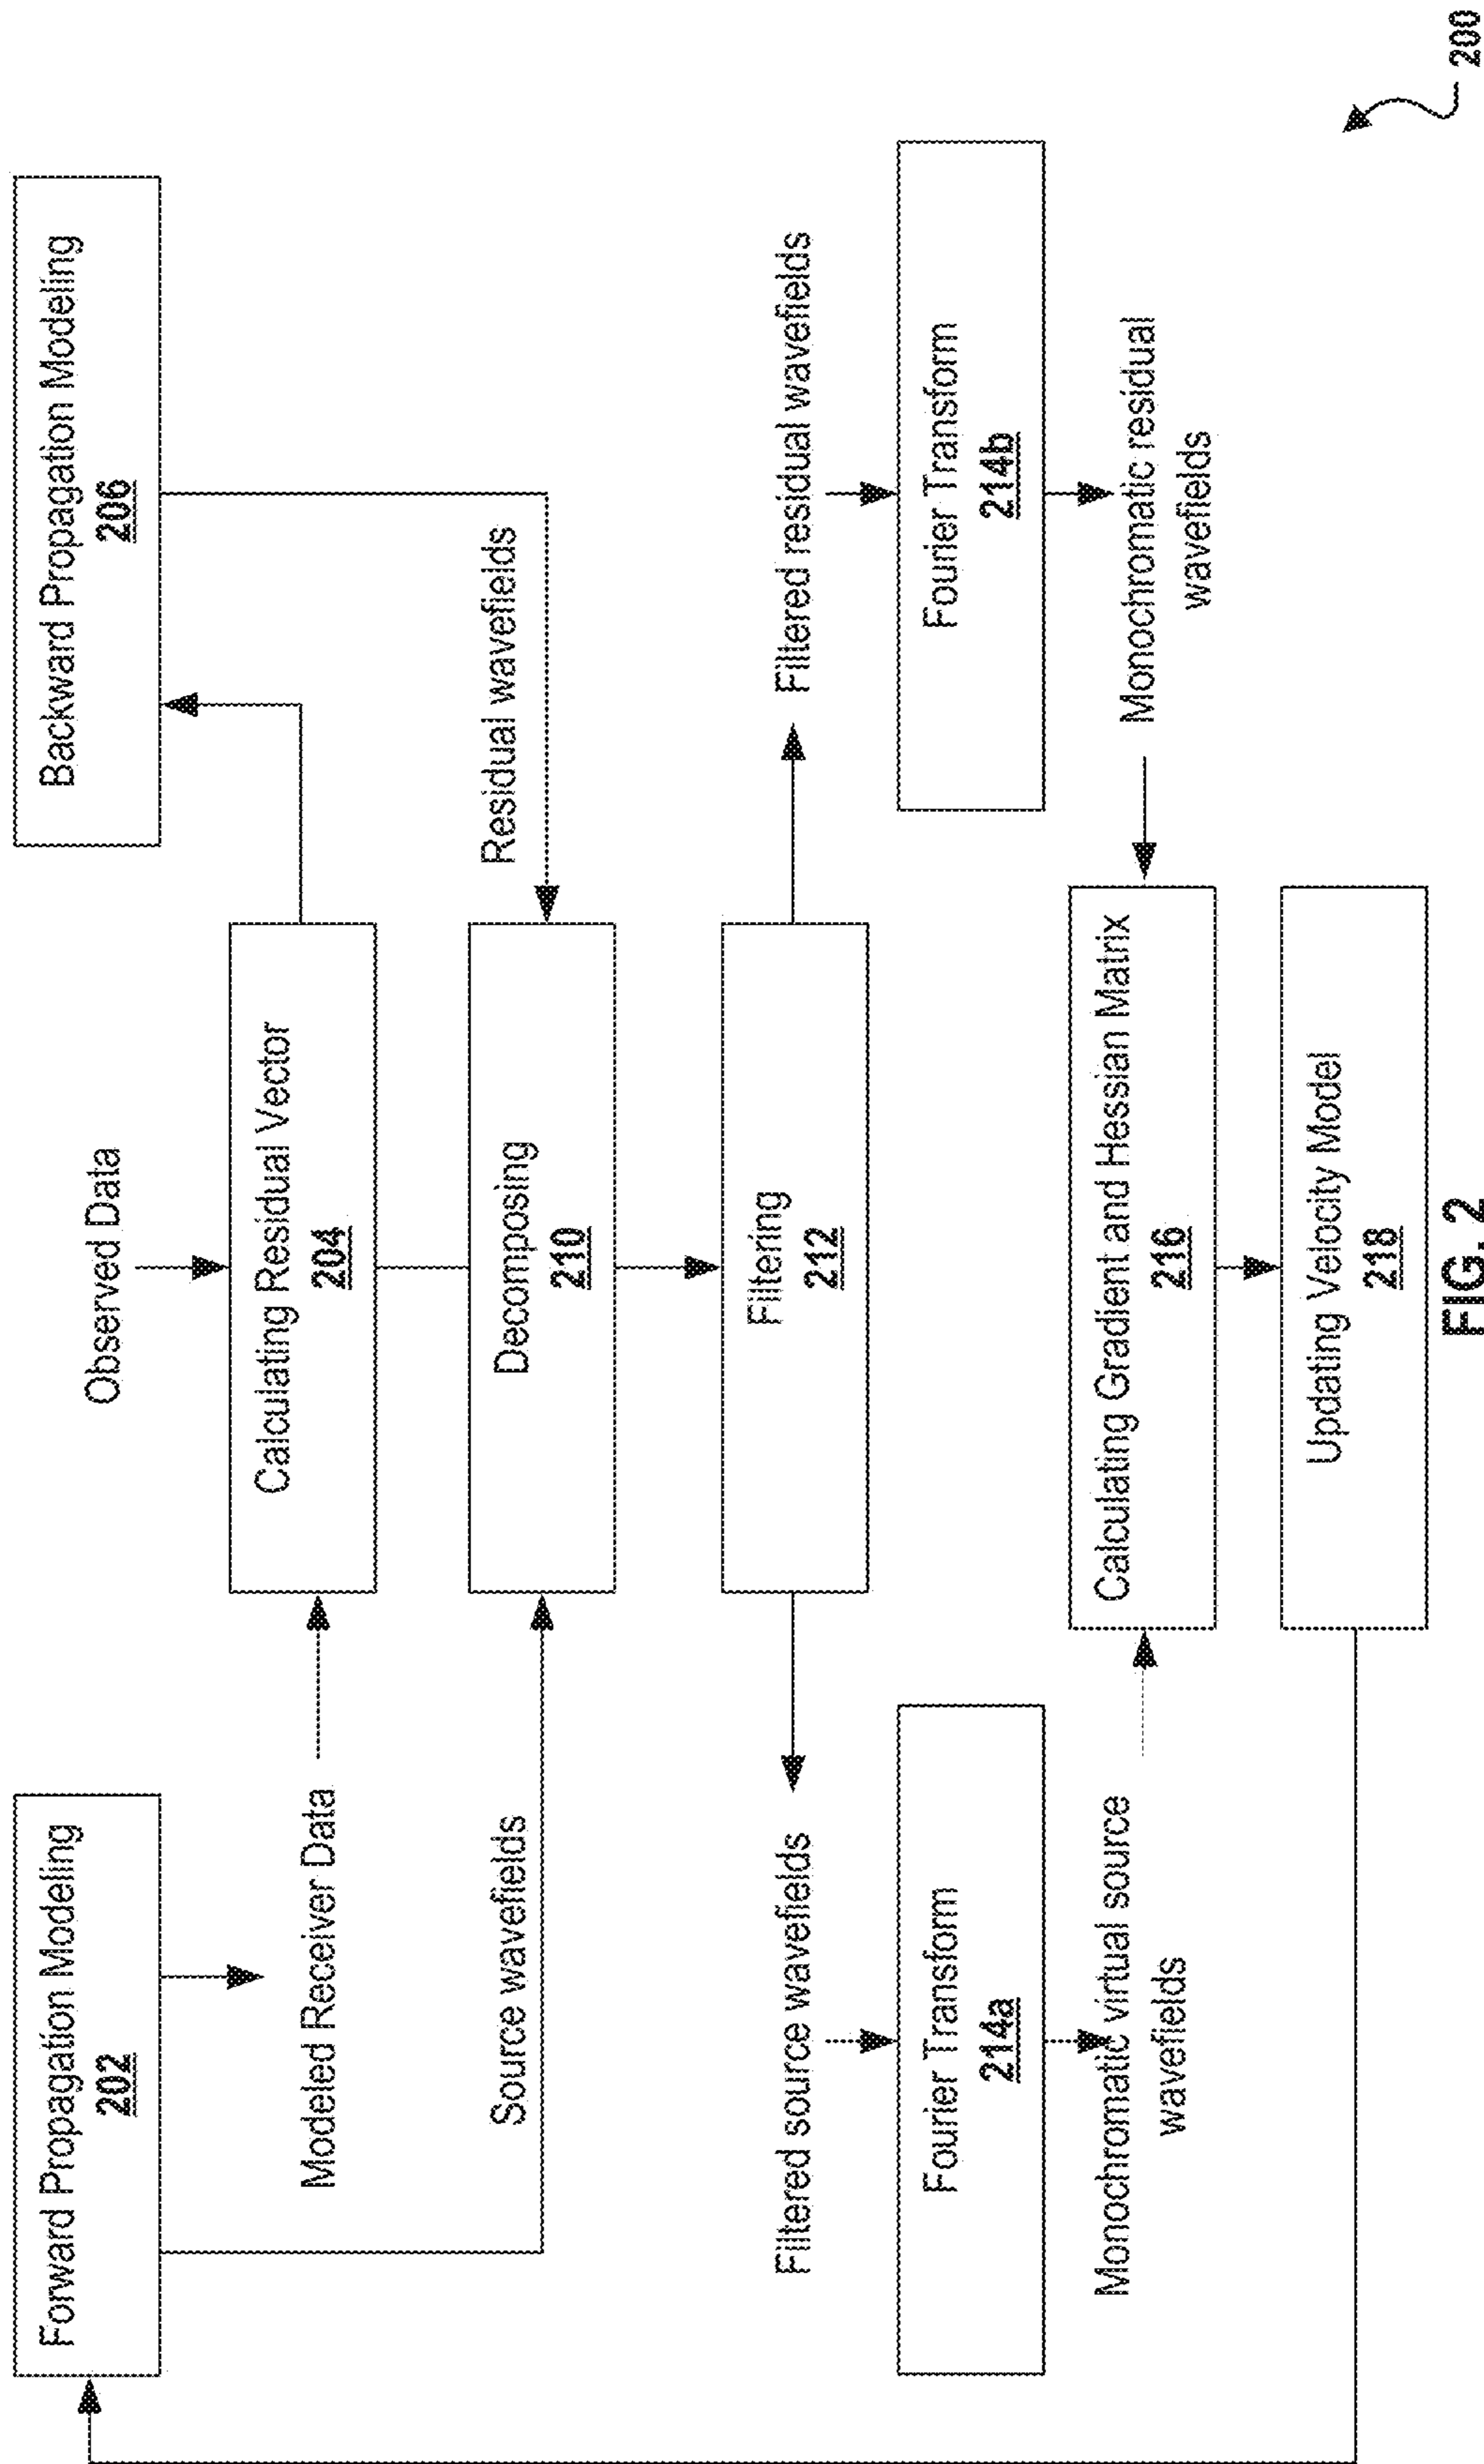 Forward Propagation Modeling
202
Observed Data
Backward Propagation Modeling
206
Modeled Receiver Data
Calculating Residual Vector
204
Source wavefields
Decomposing
210
Residual wavefields
Filtering
212
Filtered source wavefields
Filtered residual wavefields
Fourier Transform
214a
Fourier Transform
214b
Monochromatic virtual source
wavefields
Calculating Gradient and Hessian Matrix
216
Monochromatic residual
wavefields
Updating Velocity Model
218
FIG. 2
200